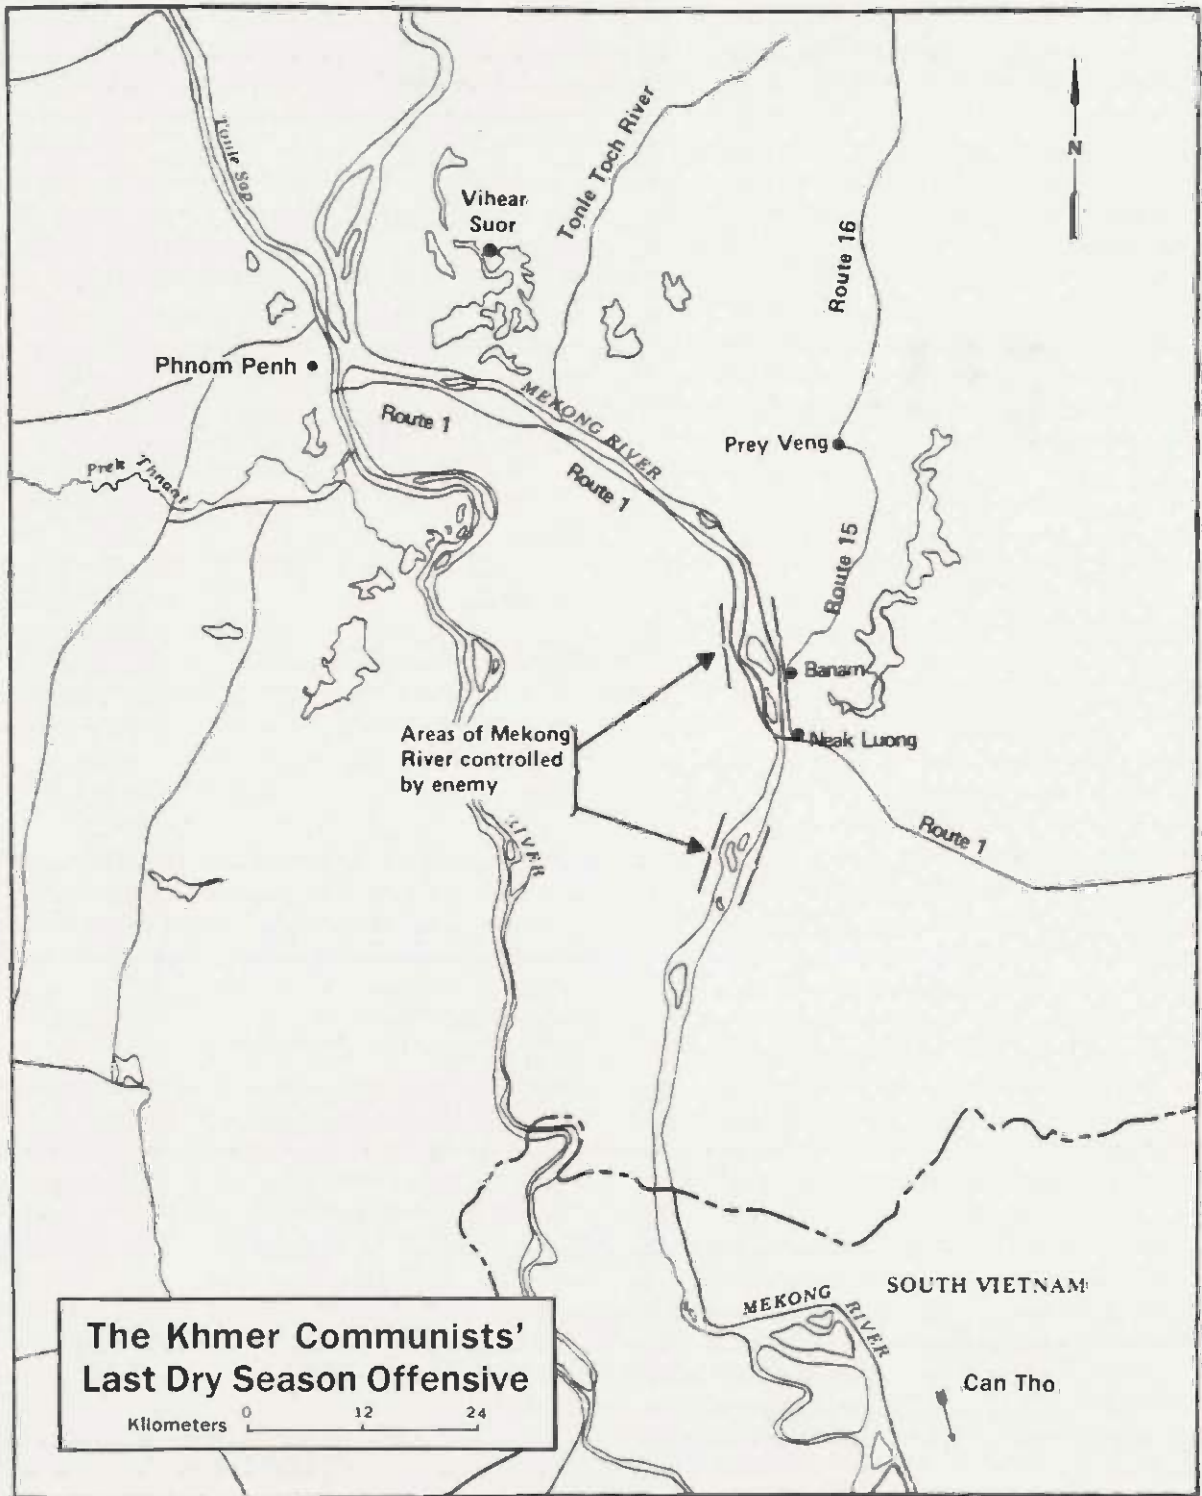 Tonle Sap
Vihear
Suor
Tonle Toch River
N
Route 16
Phnom Penh
Route 1
MEKONG RIVER
Prey Veng
Prek Thnaot
Route 1
Route 15
Banam
Areas of Mekong
River controlled
by enemy
Neak Luong
RIVER
Route 1
SOUTH VIETNAM
MEKONG RIVER
The Khmer Communists'
Last Dry Season Offensive
Kilometers 0 12 24
Can Tho